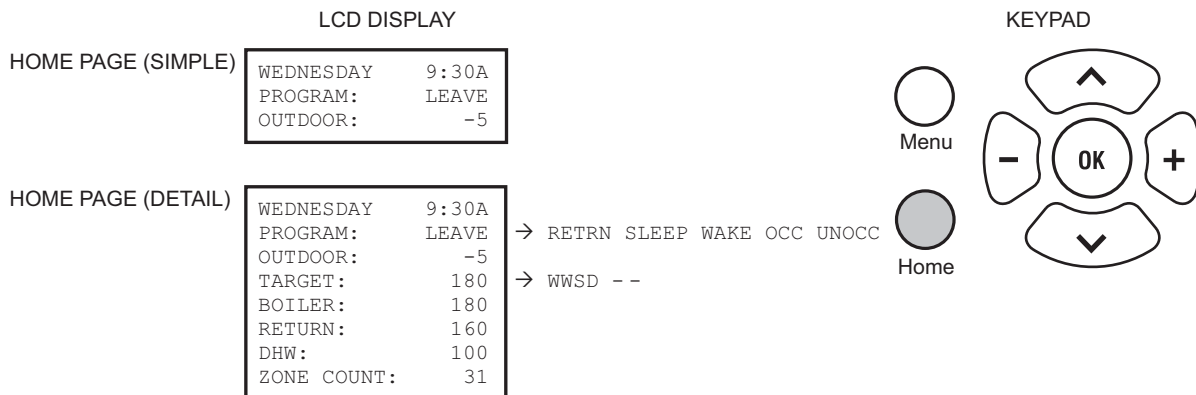 LCD DISPLAY KEYPAD
HOME PAGE (SIMPLE)
WEDNESDAY 9:30A
PROGRAM: LEAVE
OUTDOOR: -5
Menu
- OK +
Home
HOME PAGE (DETAIL)
WEDNESDAY 9:30A
PROGRAM: LEAVE → RETRN SLEEP WAKE OCC UNOCC
OUTDOOR: -5
TARGET: 180 → WWSD --
BOILER: 180
RETURN: 160
DHW: 100
ZONE COUNT: 31